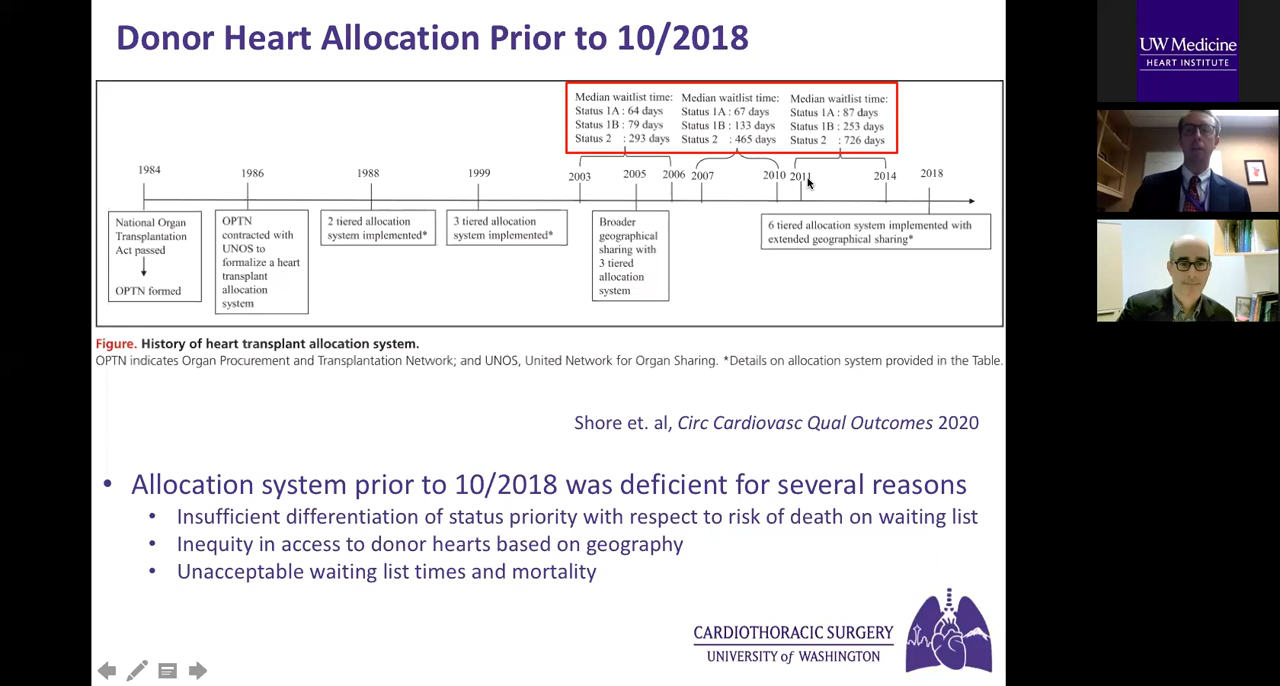 Donor Heart Allocation Prior to 10/2018
UW Medicine
HEART INSTITUTE
Median waitlist time:
Status 1A : 64 days
Status 1B : 79 days
Status 2 : 293 days
Median waitlist time:
Status 1A : 67 days
Status 1B : 133 days
Status 2 : 465 days
Median waitlist time:
Status 1A : 87 days
Status 1B : 253 days
Status 2 : 726 days
1984
1986
1988
1999
2003
2005
2006
2007
2010
2011
2014
2018
National Organ
Transplantation
Act passed
OPTN formed
OPTN
contracted with
UNOS to
formalize a heart
transplant
allocation
system
2 tiered allocation
system implemented*
3 tiered allocation
system implemented*
Broader
geographical
sharing with
3 tiered
allocation
system
6 tiered allocation system implemented with
extended geographical sharing*
Figure. History of heart transplant allocation system.
OPTN indicates Organ Procurement and Transplantation Network; and UNOS, United Network for Organ Sharing. *Details on allocation system provided in the Table.
Shore et. al, Circ Cardiovasc Qual Outcomes 2020
• Allocation system prior to 10/2018 was deficient for several reasons
• Insufficient differentiation of status priority with respect to risk of death on waiting list
• Inequity in access to donor hearts based on geography
• Unacceptable waiting list times and mortality
CARDIOTHORACIC SURGERY
UNIVERSITY of WASHINGTON